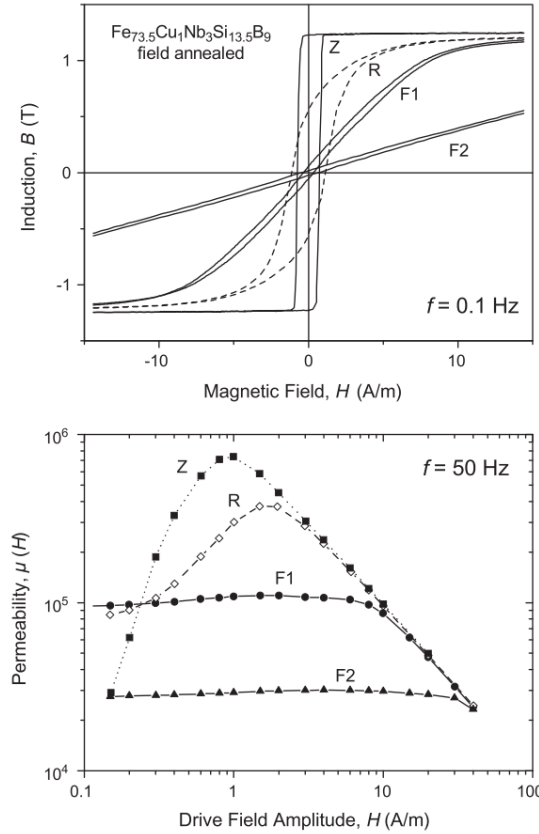 Fe73.5Cu1Nb3Si13.5B9
field annealed
Z
R
F1
F2
1
0
-1
Induction, B (T)
f = 0.1 Hz
-10
0
10
Magnetic Field, H (A/m)
10^6
10^5
10^4
Permeability, μ (H)
f = 50 Hz
Z
R
F1
F2
0.1
1
10
100
Drive Field Amplitude, H (A/m)